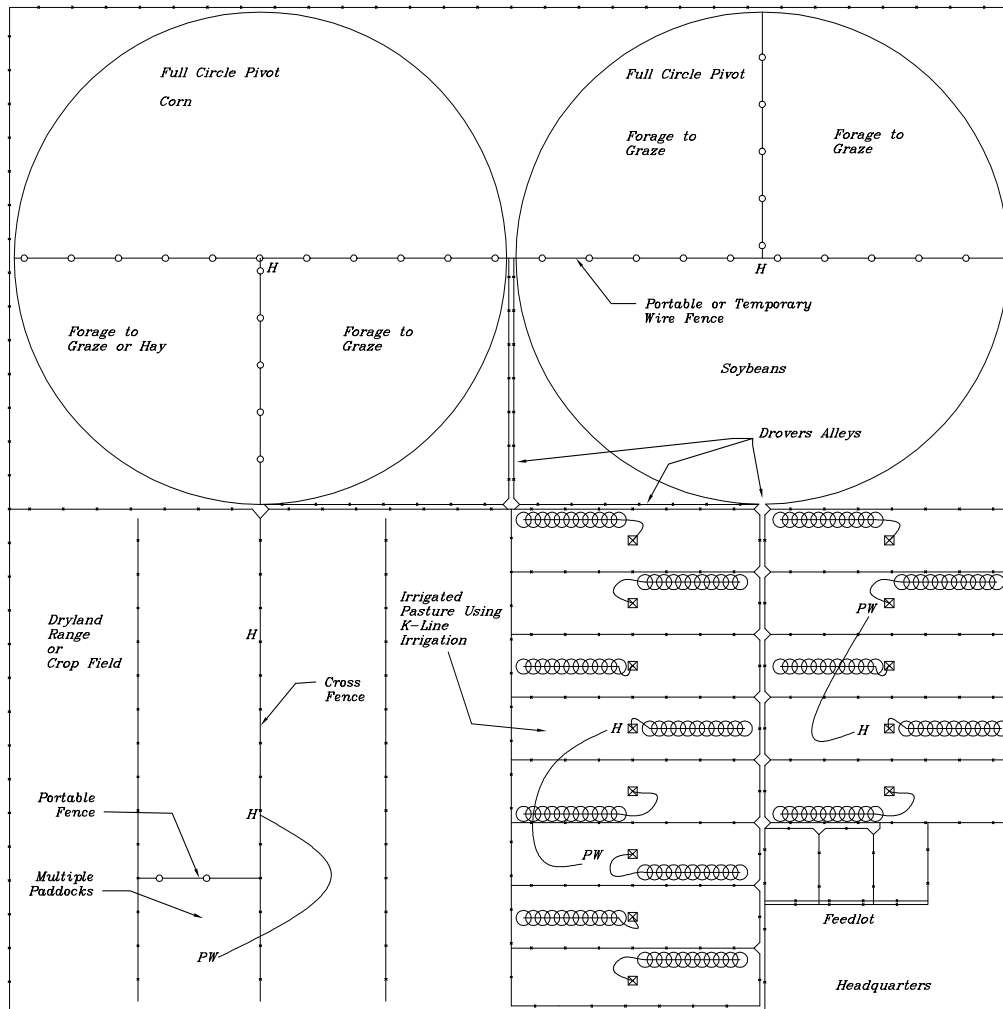 Full Circle Pivot
Corn
Full Circle Pivot
Forage to
Graze
Forage to
Graze
H
H
Portable or Temporary
Wire Fence
Forage to
Graze or Hay
Forage to
Graze
Soybeans
Drovers Alleys
Dryland
Range
or
Crop Field
H
Irrigated
Pasture Using
K-Line
Irrigation
PW
Cross
Fence
H
H
Portable
Fence
H
Multiple
Paddocks
PW
PW
Feedlot
Headquarters